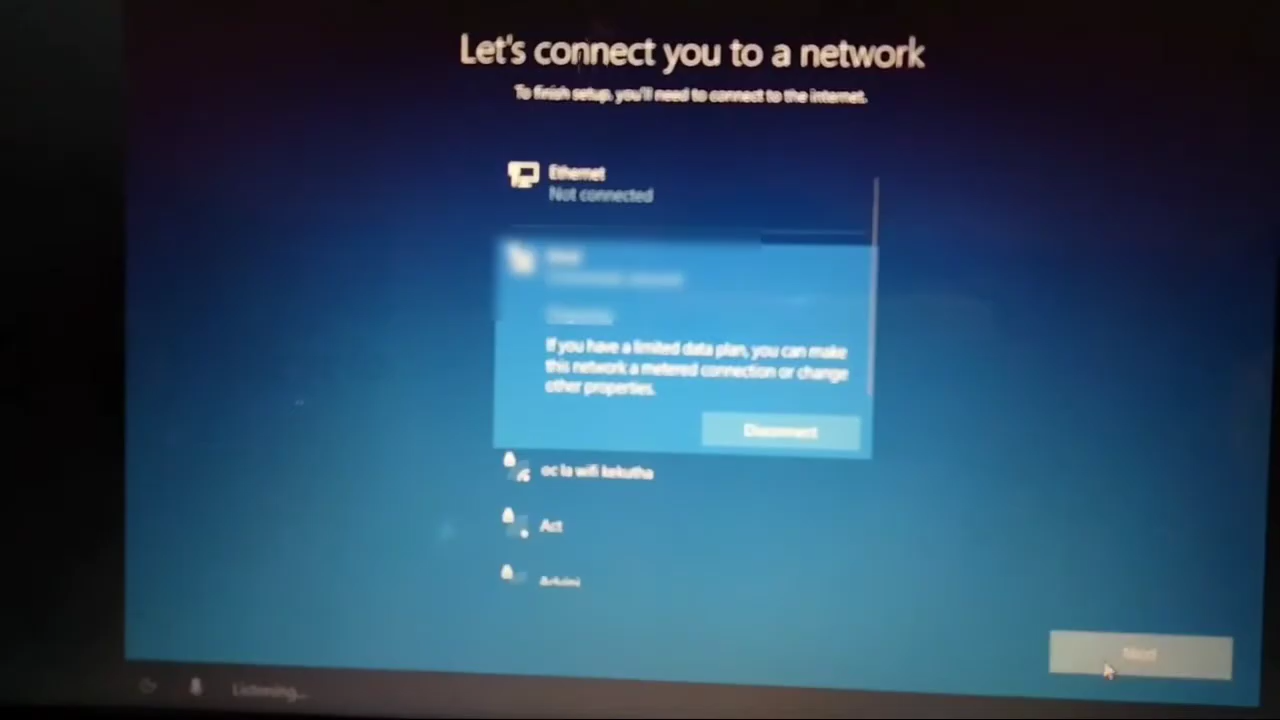 Let's connect you to a network
To finish setup, you'll need to connect to the Internet.
Ethernet
Not connected
If you have a limited data plan, you can make
this network a metered connection or change
other properties.
Disconnect
oc la wifi kekutha
Act
Next
Listening...